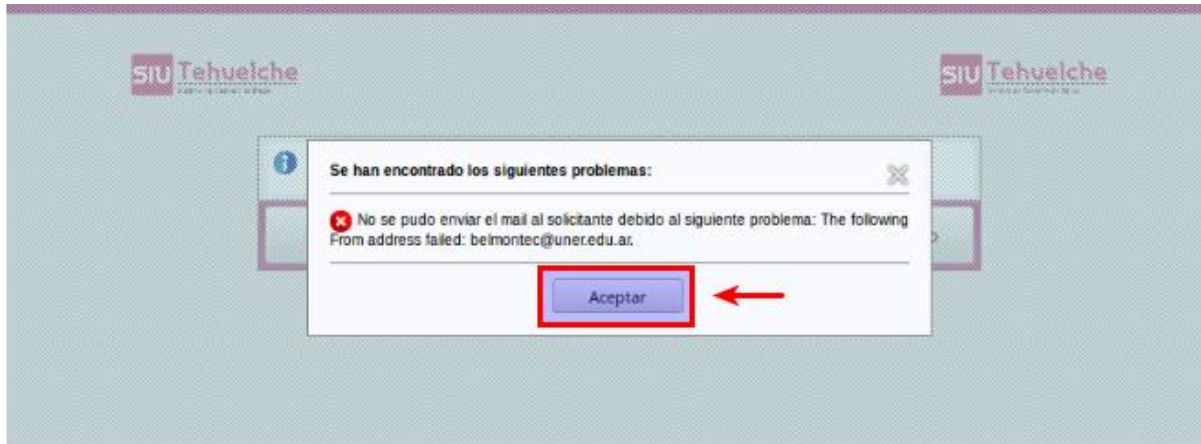 SIU Tehuelche
SIU Tehuelche
Se han encontrado los siguientes problemas:
No se pudo enviar el mail al solicitante debido al siguiente problema: The following
From address failed: belmontec@uner.edu.ar.
Aceptar